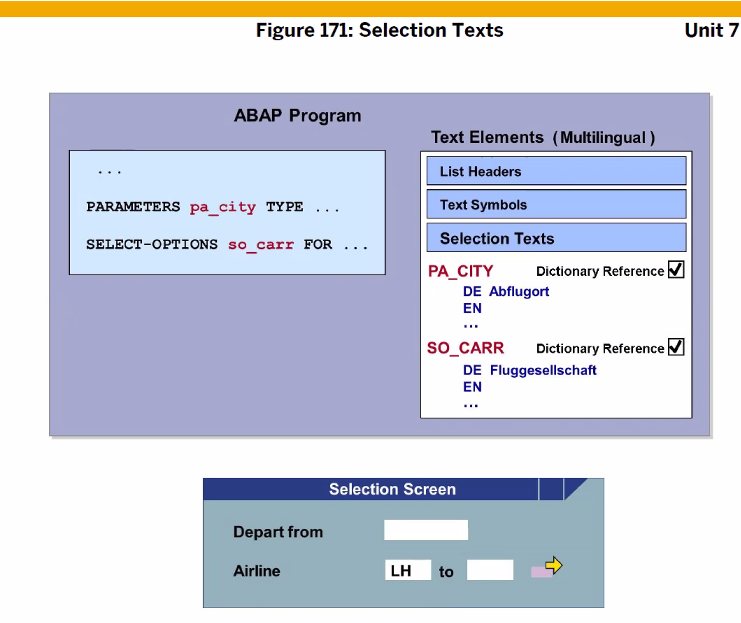 Figure 171: Selection Texts
Unit 7
ABAP Program
...
PARAMETERS pa_city TYPE ...
SELECT-OPTIONS so_carr FOR ...
Text Elements (Multilingual)
List Headers
Text Symbols
Selection Texts
PA_CITY Dictionary Reference
DE Abflugort
EN
...
SO_CARR Dictionary Reference
DE Fluggesellschaft
EN
...
Selection Screen
Depart from
Airline LH to